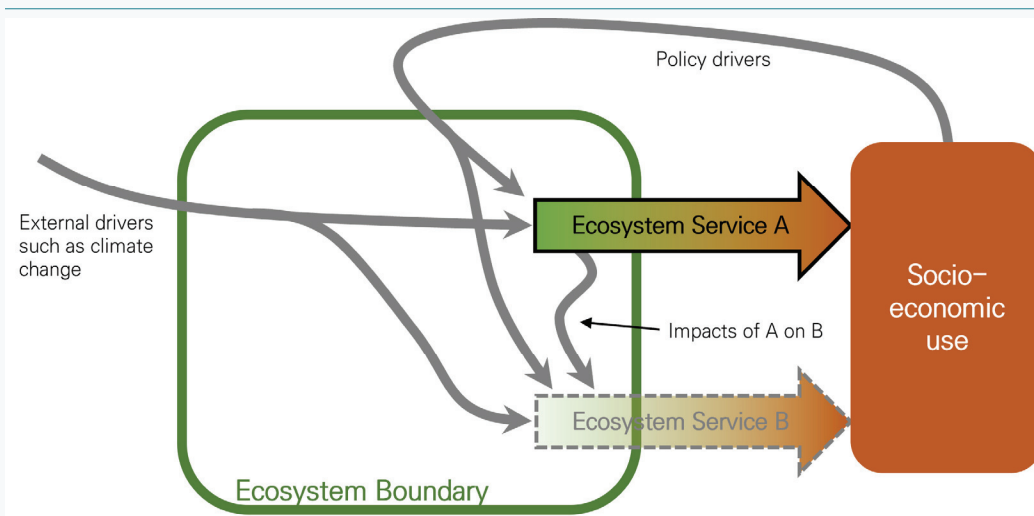 Policy drivers
External drivers
such as climate
change
Ecosystem Service A
Socio-
economic
use
Impacts of A on B
Ecosystem Service B
Ecosystem Boundary